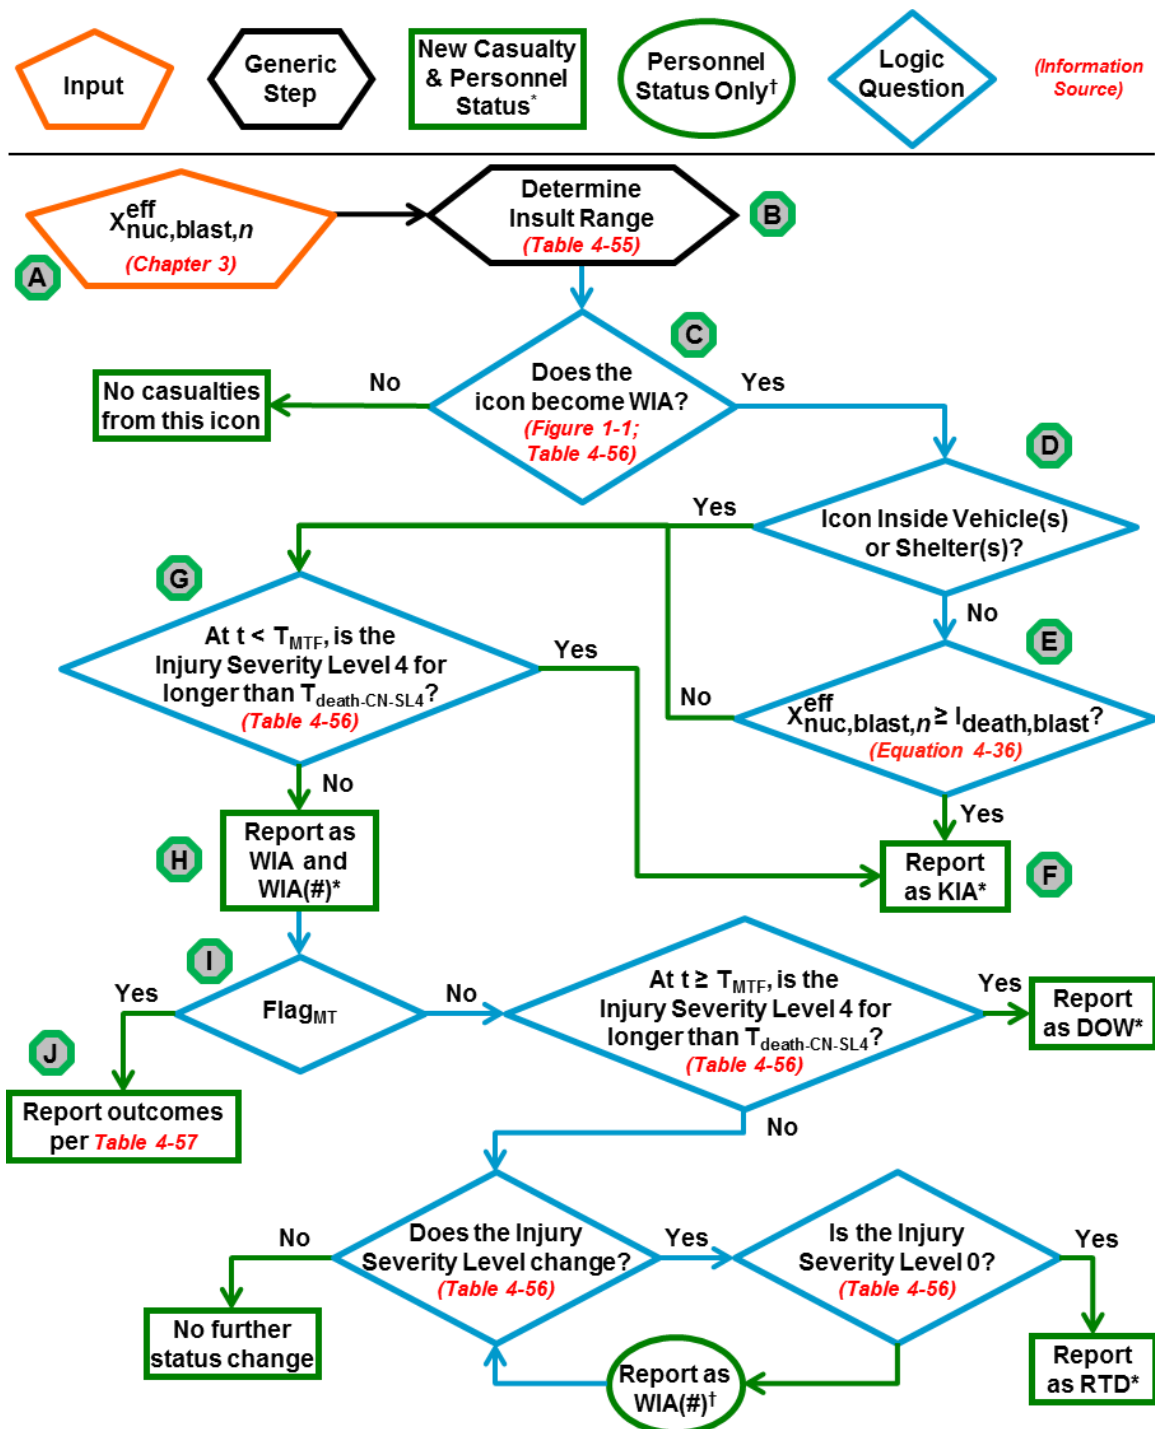 Input
Generic
Step
New Casualty
& Personnel
Status*
Personnel
Status Only†
Logic
Question
(Information
Source)
X^eff_nuc,blast,n
(Chapter 3)
A
Determine
Insult Range
(Table 4-55)
B
C
Does the
icon become WIA?
(Figure 1-1;
Table 4-56)
No
Yes
No casualties
from this icon
D
Icon Inside Vehicle(s)
or Shelter(s)?
Yes
No
G
At t < T_MTF, is the
Injury Severity Level 4 for
longer than T_death-CN-SL4?
(Table 4-56)
Yes
No
E
X^eff_nuc,blast,n ≥ I_death,blast?
(Equation 4-36)
No
Yes
H
Report as
WIA and
WIA(#)*
Report
as KIA*
F
I
Flag_MT
Yes
No
At t ≥ T_MTF, is the
Injury Severity Level 4 for
longer than T_death-CN-SL4?
(Table 4-56)
Yes
Report
as DOW*
No
J
Report outcomes
per Table 4-57
Does the Injury
Severity Level change?
(Table 4-56)
No
Yes
Is the Injury
Severity Level 0?
(Table 4-56)
Yes
No further
status change
Report as
WIA(#)†
Report
as RTD*